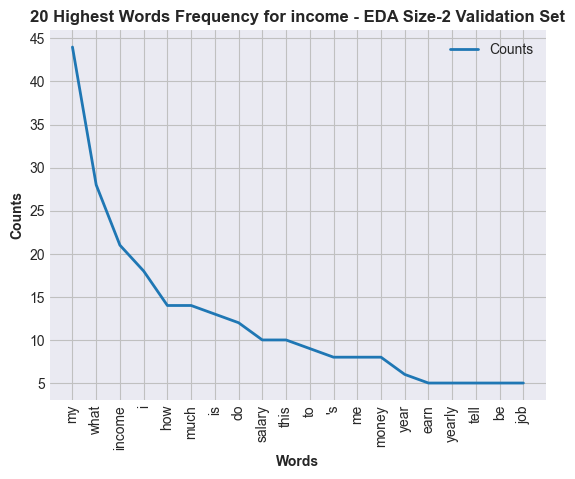 20 Highest Words Frequency for income - EDA Size-2 Validation Set
Counts
45
40
35
30
25
20
15
10
5
Counts
my
what
income
i
how
much
is
do
salary
this
to
's
me
money
year
earn
yearly
tell
be
job
Words